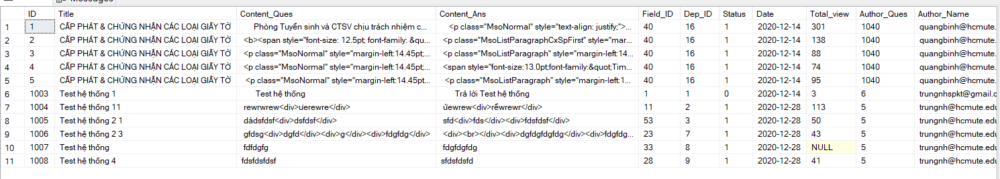 Messages
ID Title Content_Ques Content_Ans Field_ID Dep_ID Status Date Total_view Author_Ques Author_Name
1 1 CẤP PHÁT & CHỨNG NHẬN CÁC LOẠI GIẤY TỜ Phòng Tuyển sinh và CTSV chịu trách nhiệm c... <p class="MsoNormal" style="text-align: justify;">... 40 16 1 2020-12-14 301 1040 quangbinh@hcmute.
2 2 CẤP PHÁT & CHỨNG NHẬN CÁC LOẠI GIẤY TỜ <b><span style="font-size: 12.5pt; font-family: &quo... <p class="MsoListParagraphCxSpFirst" style="mar... 40 16 1 2020-12-14 138 1040 quangbinh@hcmute.
3 3 CẤP PHÁT & CHỨNG NHẬN CÁC LOẠI GIẤY TỜ <p class="MsoNormal" style="margin-left:14.45pt;... <p class="MsoListParagraph" style="margin-left:14... 40 16 1 2020-12-14 88 1040 quangbinh@hcmute.
4 4 CẤP PHÁT & CHỨNG NHẬN CÁC LOẠI GIẤY TỜ <p class="MsoNormal" style="margin-left:14.45pt;... <span style="font-size:13.0pt;font-family:&quot;Tim... 40 16 1 2020-12-14 74 1040 quangbinh@hcmute.
5 5 CẤP PHÁT & CHỨNG NHẬN CÁC LOẠI GIẤY TỜ <p class="MsoNormal" style="margin-left:14.45pt... <p class="MsoListParagraph" style="margin-left:1... 40 16 1 2020-12-14 95 1040 quangbinh@hcmute.
6 1003 Test hệ thống 1 Test hệ thống Trả lời Test hệ thống 1 1 0 2020-12-14 3 6 trungnhspkt@gmail.c
7 1004 Test hệ thống 11 rewrwrew<div>ưerewre</div> ửewrew<div>rểwrewr</div> 11 2 1 2020-12-28 113 5 trungnh@hcmute.edu
8 1005 Test hệ thống 2 1 dàdsfdsf<div>dsfdsf</div> sfd<div>fds</div><div>fdsfdsf</div> 53 3 1 2020-12-28 50 5 trungnh@hcmute.edu
9 1006 Test hệ thống 2 3 gfdsg<div>dgfd</div><div>g</div><div>fdgfdg</div> <div><br></div><div>dgfdgfdgfdg</div><div>fdgfdg... 23 7 1 2020-12-28 43 5 trungnh@hcmute.edu
10 1007 Test hệ thống fdfdgfg fdgfdgfdg 33 8 1 2020-12-28 NULL 5 trungnh@hcmute.edu
11 1008 Test hệ thống 4 fdsfdsfdsf sfdsfdsfd 28 9 1 2020-12-28 41 5 trungnh@hcmute.edu